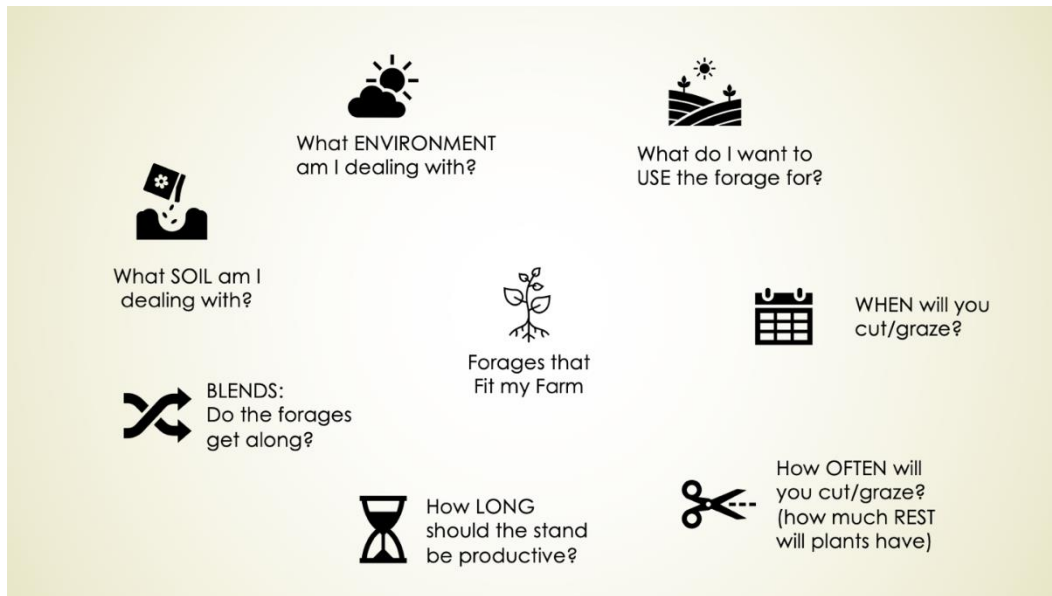 What ENVIRONMENT
am I dealing with?
What do I want to
USE the forage for?
What SOIL am I
dealing with?
WHEN will you
cut/graze?
Forages that
Fit my Farm
BLENDS:
Do the forages
get along?
How OFTEN will
you cut/graze?
(how much REST
will plants have)
How LONG
should the stand
be productive?